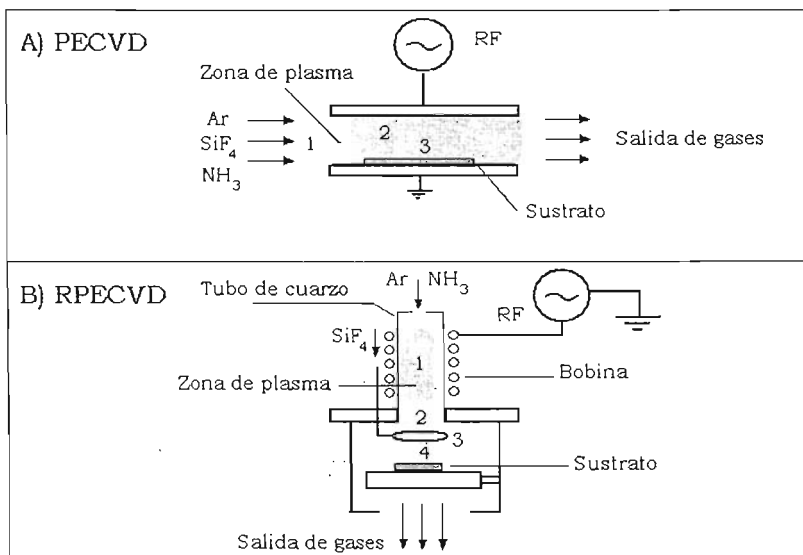 A) PECVD
RF
Zona de plasma
Ar
SiF₄
NH₃
1
2
3
Salida de gases
Sustrato
B) RPECVD
Ar NH₃
Tubo de cuarzo
RF
SiF₄
1
Zona de plasma
Bobina
2
3
4
Sustrato
Salida de gases